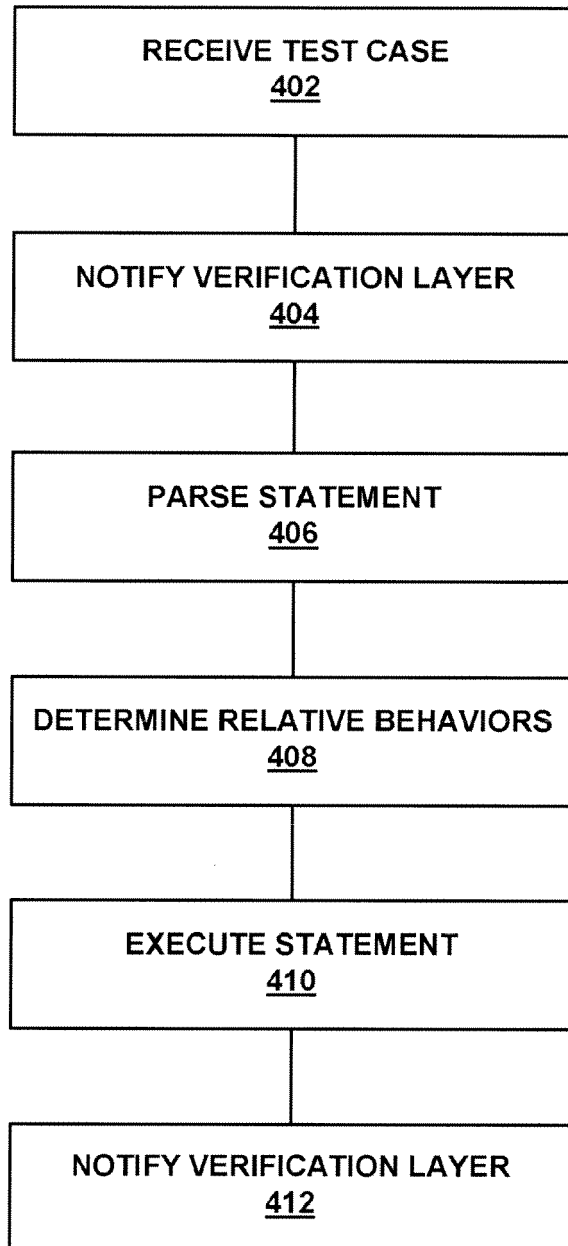 RECEIVE TEST CASE
402
NOTIFY VERIFICATION LAYER
404
PARSE STATEMENT
406
DETERMINE RELATIVE BEHAVIORS
408
EXECUTE STATEMENT
410
NOTIFY VERIFICATION LAYER
412